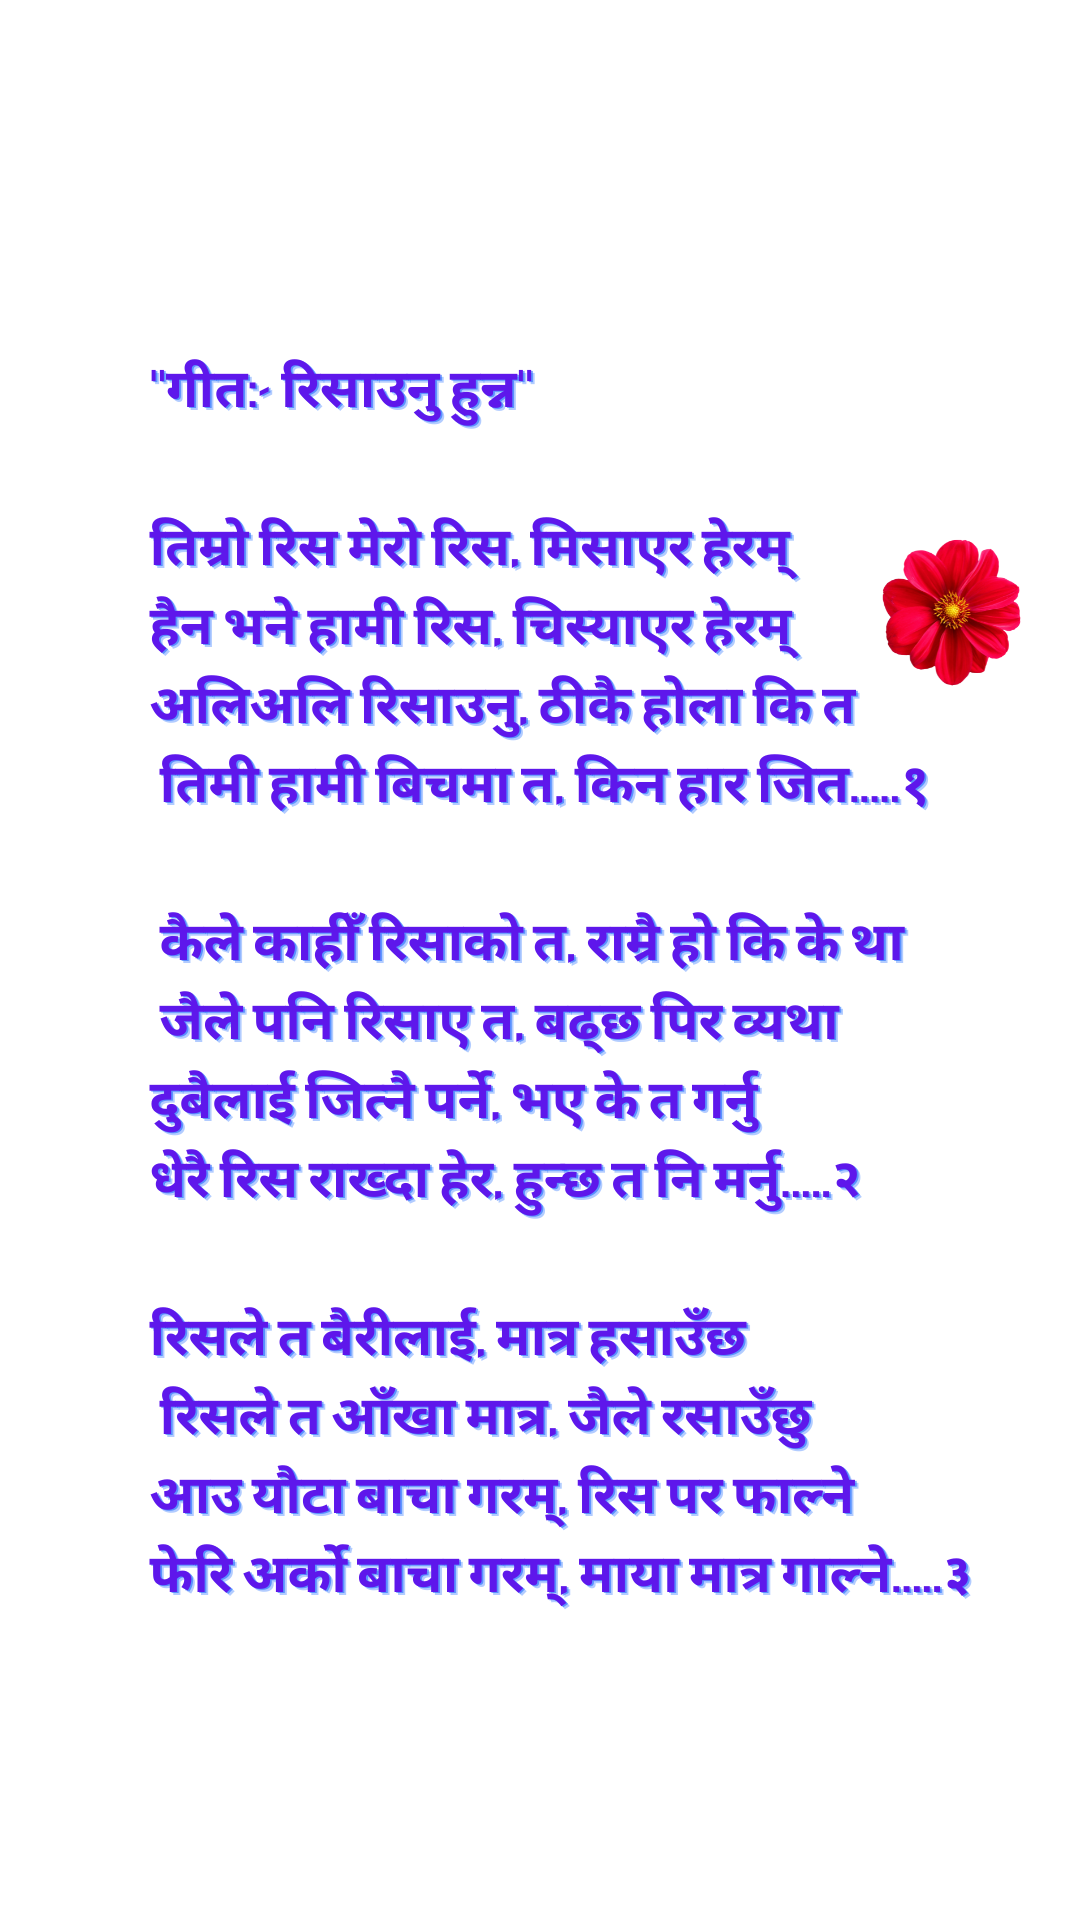 "गीत:- रिसाउनु हुन्न"
तिम्रो रिस मेरो रिस, मिसाएर हेरम्
हैन भने हामी रिस, चिस्याएर हेरम्
अलिअलि रिसाउनु, ठीकै होला कि त
तिमी हामी बिचमा त, किन हार जित.....१
कैले काहीँ रिसाको त, राम्रै हो कि के था
जैले पनि रिसाए त, बढ्छ पिर व्यथा
दुबैलाई जित्नै पर्ने, भए के त गर्नु
धेरै रिस राख्दा हेर, हुन्छ त नि मर्नु.....२
रिसले त बैरीलाई, मात्र हसाउँछ
रिसले त आँखा मात्र, जैले रसाउँछु
आउ यौटा बाचा गरम्, रिस पर फाल्ने
फेरि अर्को बाचा गरम्, माया मात्र गाल्ने.....३